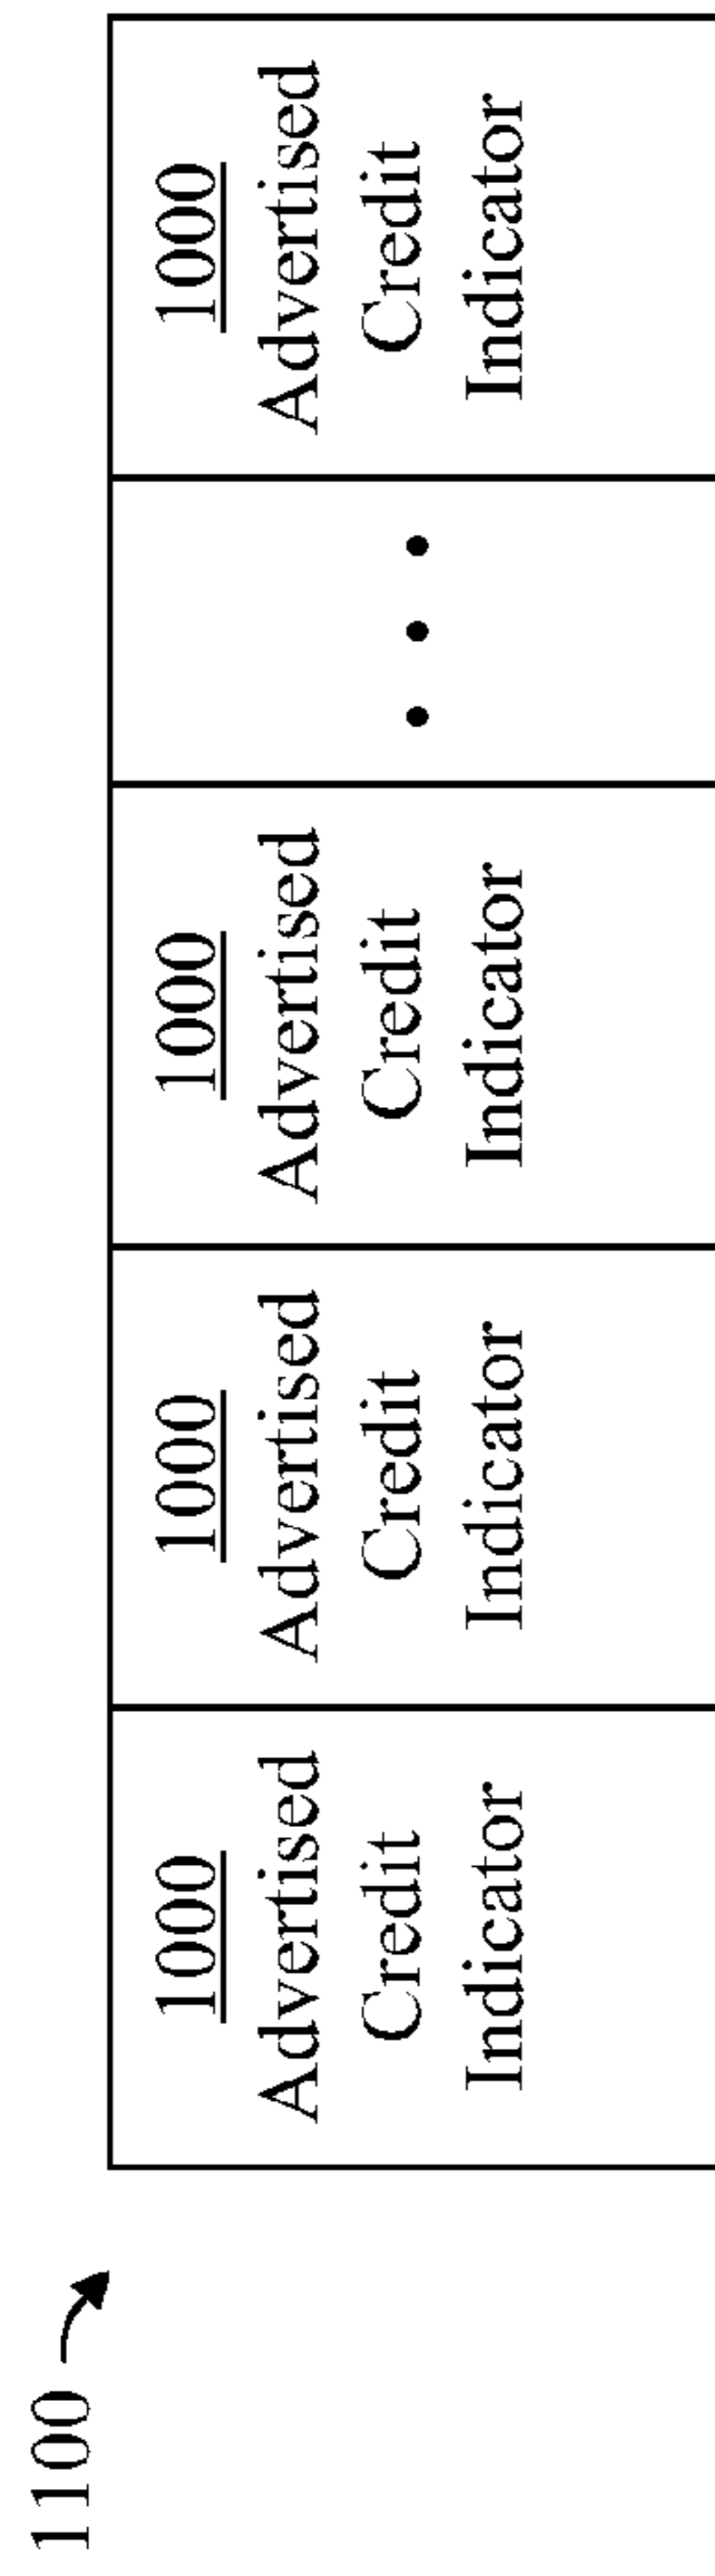 1100
1000
Advertised
Credit
Indicator
1000
Advertised
Credit
Indicator
1000
Advertised
Credit
Indicator
• • •
1000
Advertised
Credit
Indicator